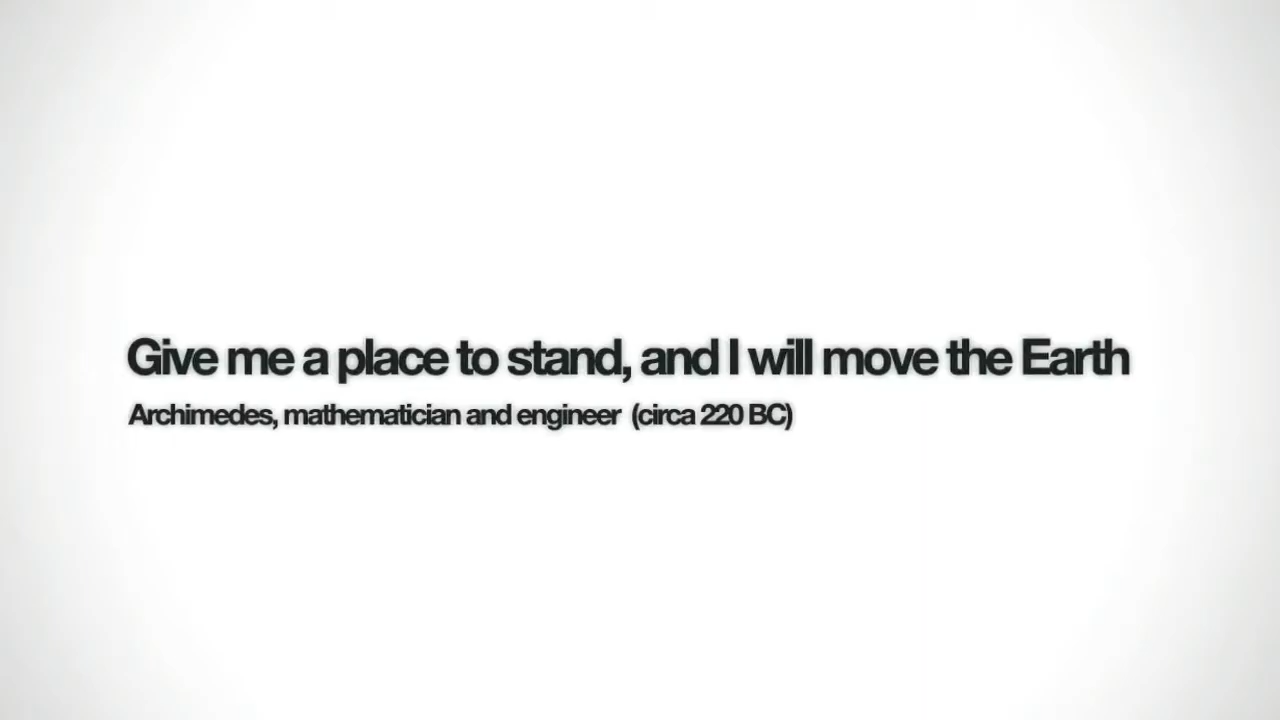 Give me a place to stand, and I will move the Earth
Archimedes, mathematician and engineer (circa 220 BC)